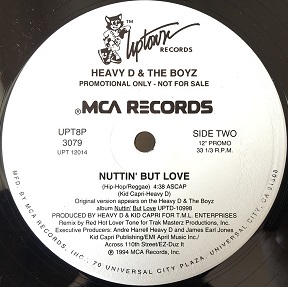 TM
Uptown
RECORDS
HEAVY D & THE BOYZ
PROMOTIONAL ONLY - NOT FOR SALE
MCA RECORDS
UPT8P
3079
UPT 12014
SIDE TWO
12" PROMO
33 1/3 R.P.M.
NUTTIN' BUT LOVE
(Hip-Hop/Reggae) 4:38 ASCAP
(Kid Capri-Heavy D)
Original version appears on the Heavy D & The Boyz
album Nuttin' But Love UPTD-10998
PRODUCED BY HEAVY D & KID CAPRI FOR T.M.L. ENTERPRISES
Remix by Red Hot Lover Tone for Trak Masterz Productions, Inc.
Executive Producers: Andre Harrell Heavy D and James Earl Jones
Kid Capri Publishing/EMI April Music Inc./
Across 110th Street/EZ-Duz It
℗ 1994 MCA Records, Inc.
MFD. BY MCA RECORDS, INC., 70 UNIVERSAL CITY PLAZA, UNIVERSAL CITY, CA 91608